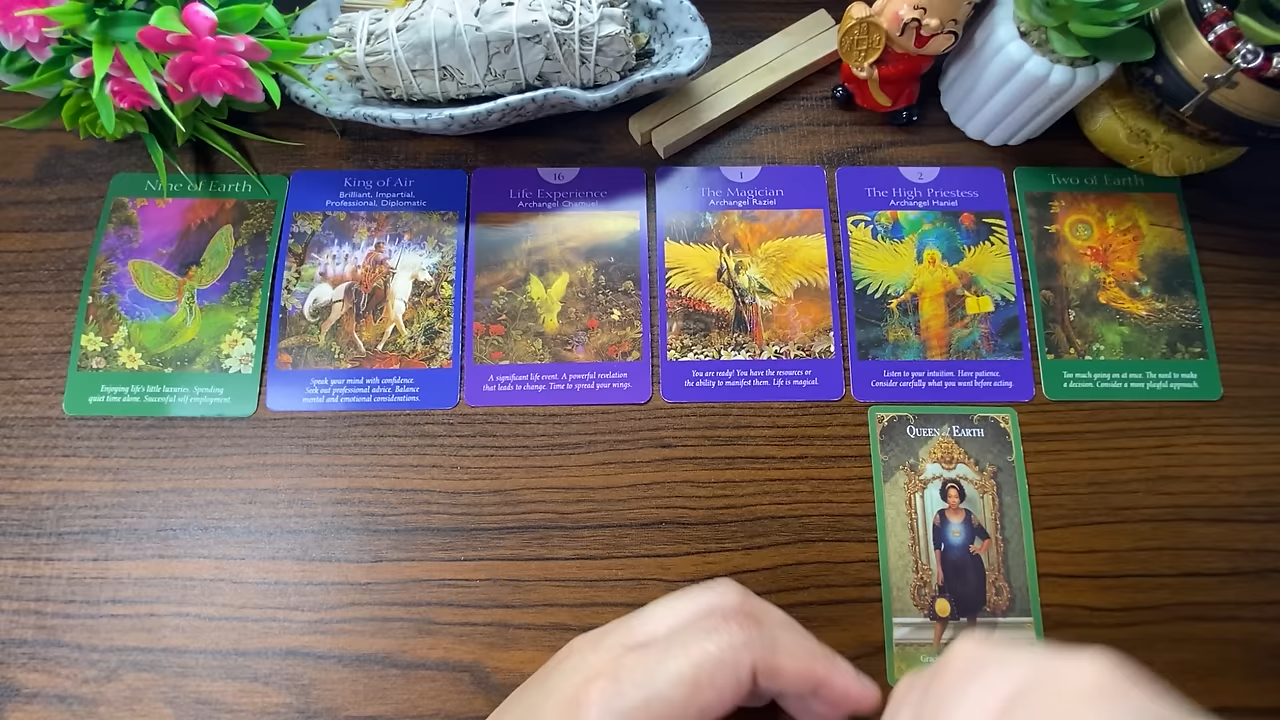 Nine of Earth
Enjoying life's little luxuries. Spending
quiet time alone. Successful self-employment.
King of Air
Brilliant, Impartial,
Professional, Diplomatic
Speak your mind with confidence.
Seek out professional advice. Balance
mental and emotional considerations.
16
Life Experience
Archangel Chamuel
A significant life event. A powerful revelation
that leads to change. Time to spread your wings.
1
The Magician
Archangel Raziel
You are ready! You have the resources or
the ability to manifest them. Life is magical.
2
The High Priestess
Archangel Haniel
Listen to your intuition. Have patience.
Consider carefully what you want before acting.
Two of Earth
Too much going on at once. The need to make
a decision. Consider a more playful approach.
Queen of Earth